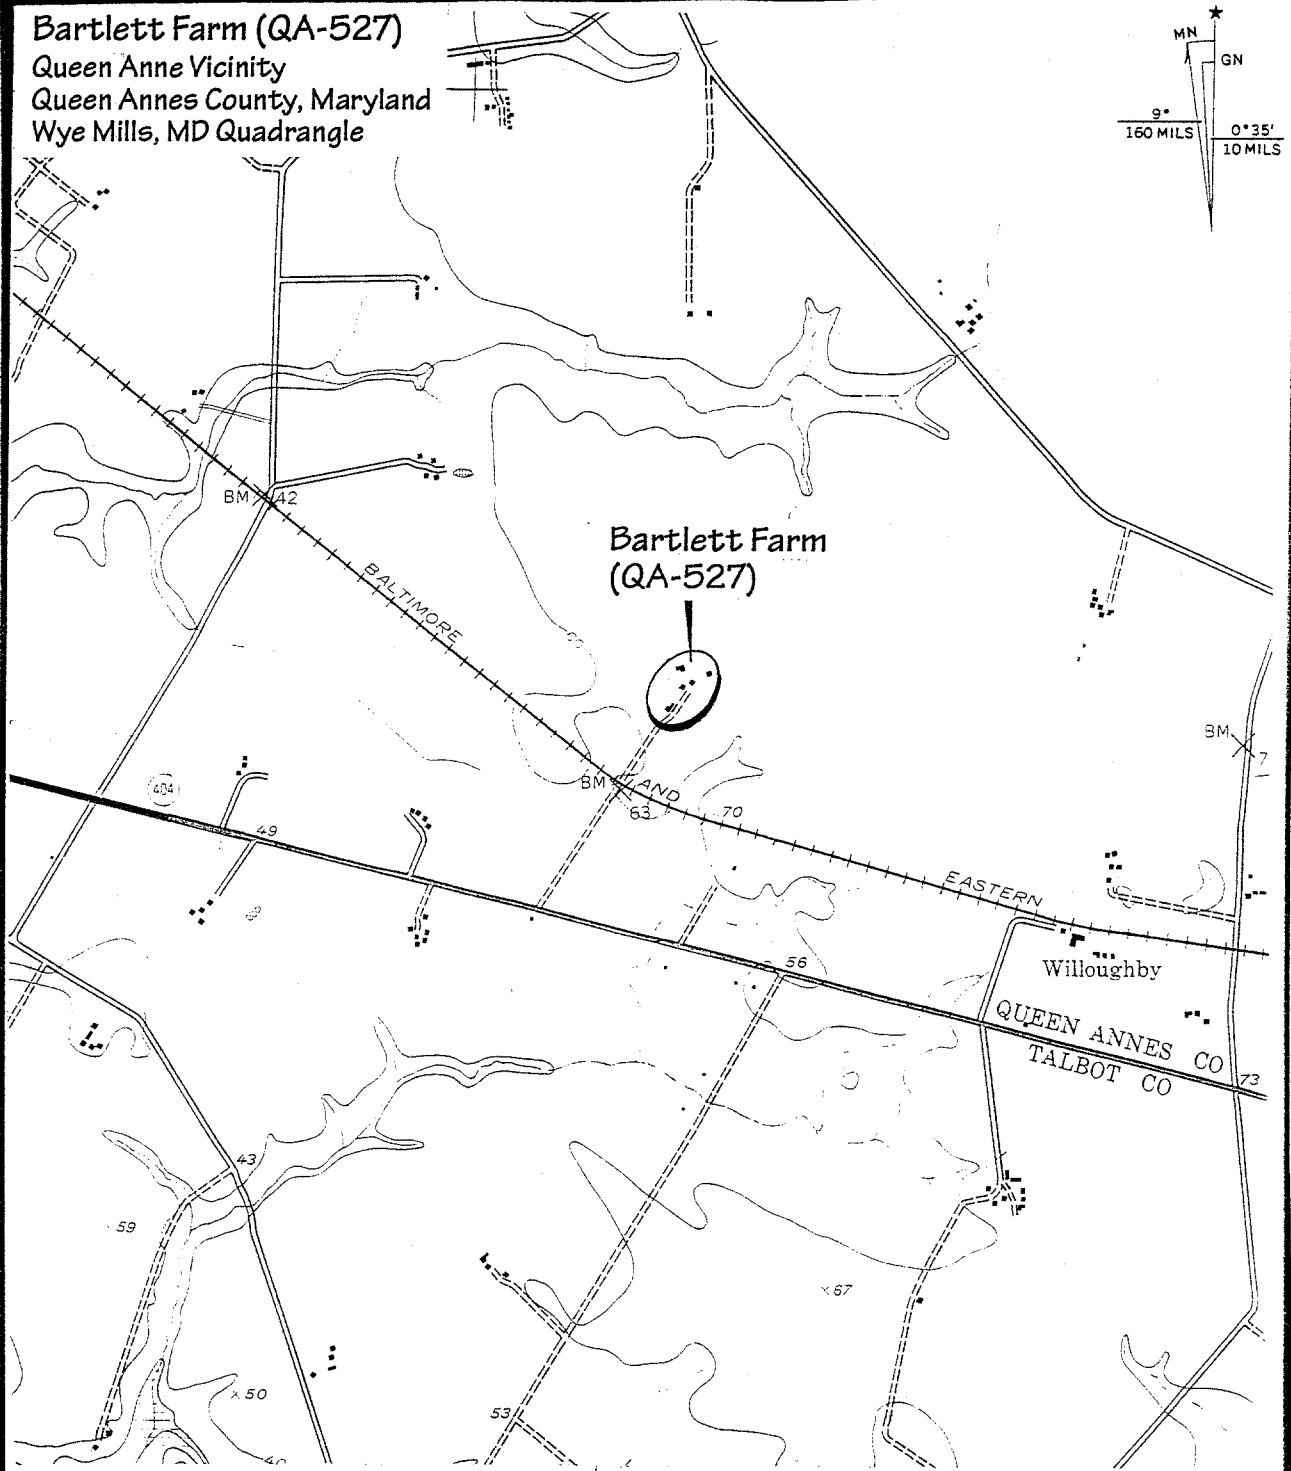 Bartlett Farm (QA-527)
Queen Anne Vicinity
Queen Annes County, Maryland
Wye Mills, MD Quadrangle
MN
GN
9°
160 MILS
0°35'
10 MILS
BM 42
Bartlett Farm
(QA-527)
BALTIMORE
BM
7
404
BM
63
AND
70
49
EASTERN
56
Willoughby
QUEEN ANNES CO
TALBOT CO
73
43
59
67
50
53